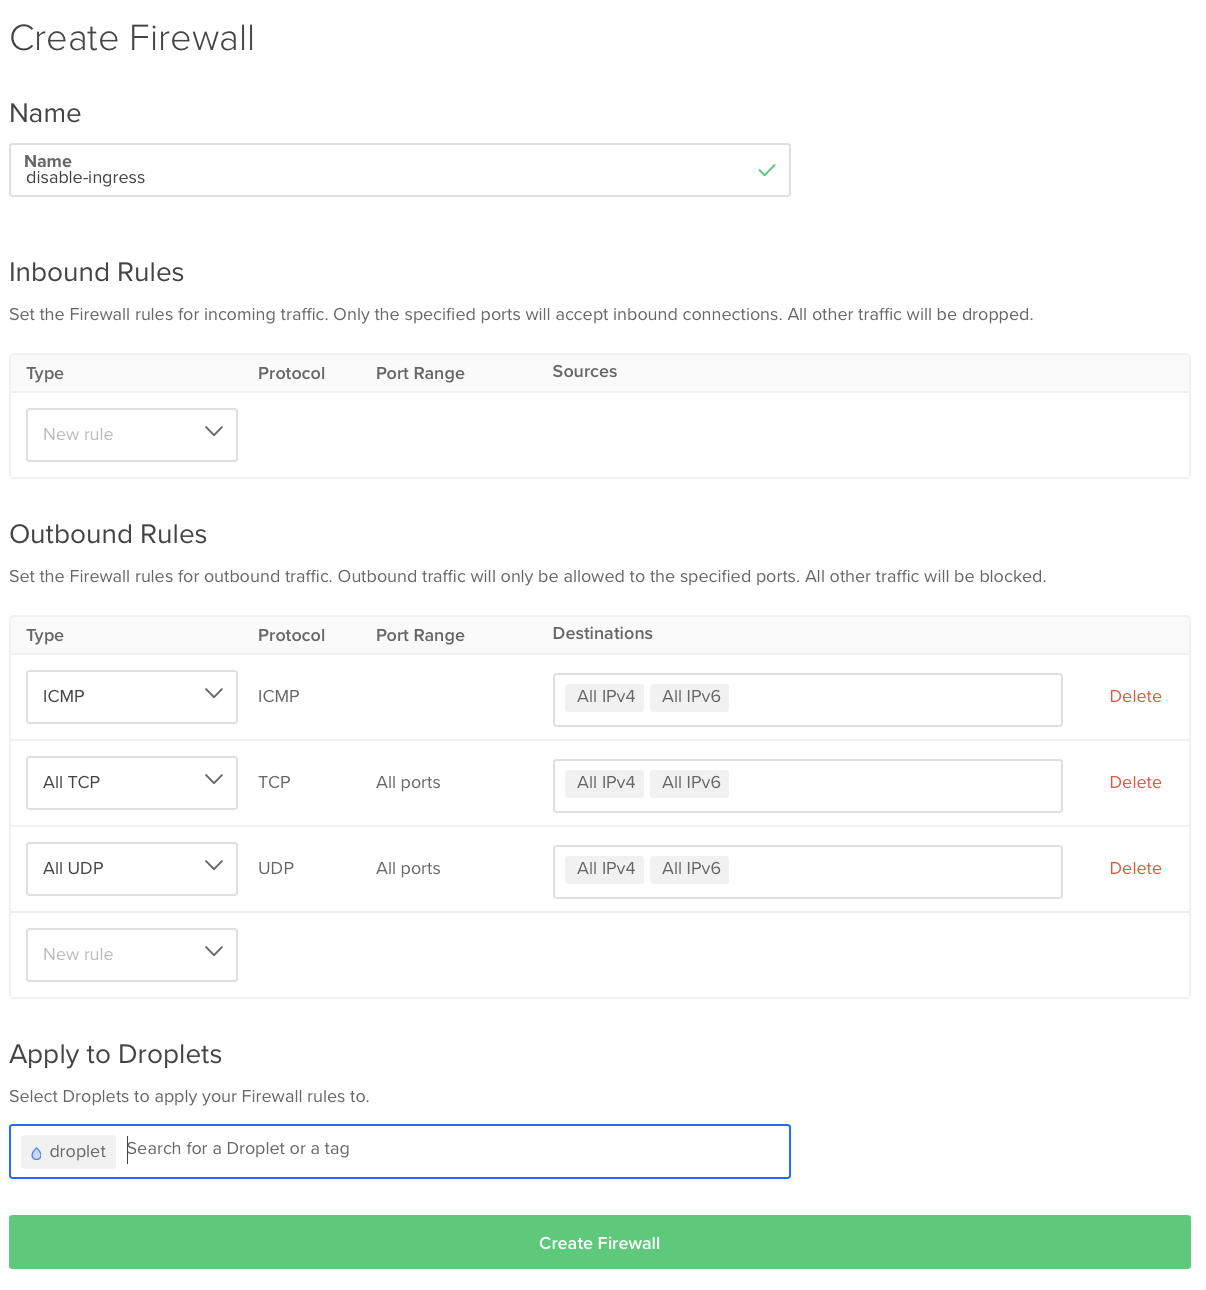 Create Firewall
Name
Name
disable-ingress
Inbound Rules
Set the Firewall rules for incoming traffic. Only the specified ports will accept inbound connections. All other traffic will be dropped.
Type Protocol Port Range Sources
New rule
Outbound Rules
Set the Firewall rules for outbound traffic. Outbound traffic will only be allowed to the specified ports. All other traffic will be blocked.
Type Protocol Port Range Destinations
ICMP ICMP All IPv4 All IPv6 Delete
All TCP TCP All ports All IPv4 All IPv6 Delete
All UDP UDP All ports All IPv4 All IPv6 Delete
New rule
Apply to Droplets
Select Droplets to apply your Firewall rules to.
droplet Search for a Droplet or a tag
Create Firewall